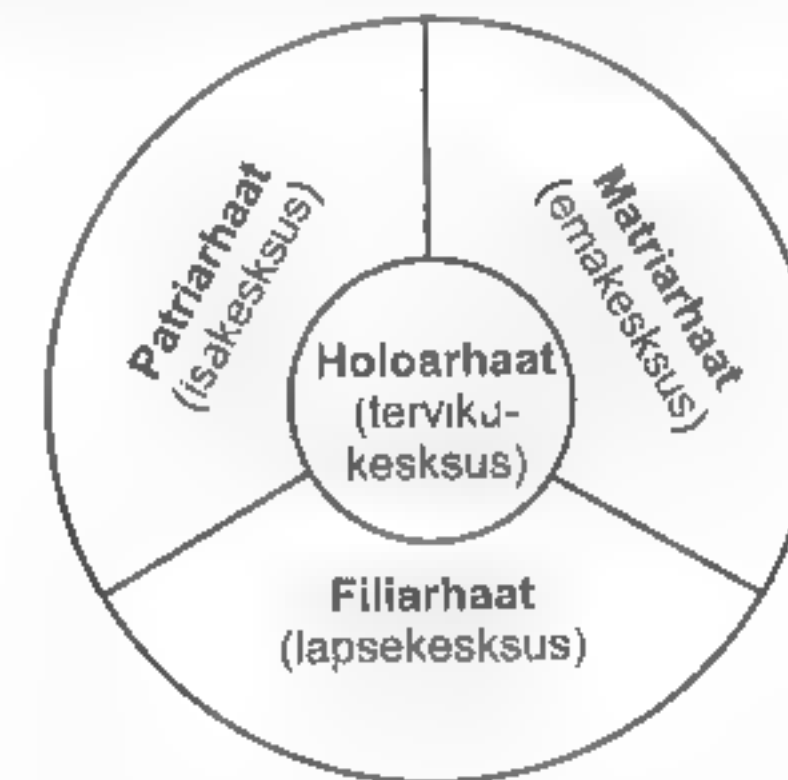 Patriarhaat
(isakesksus)
Matriarhaat
(emakesksus)
Holoarhaat
(terviku-
kesksus)
Filiarhaat
(lapsekesksus)